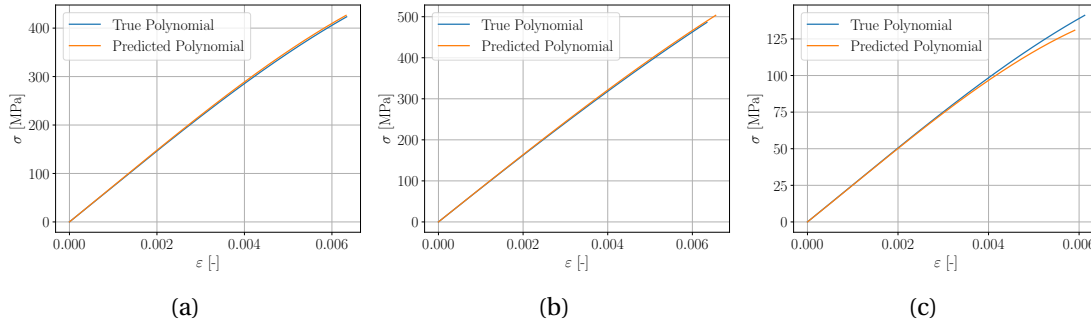 400
300
200
100
0
σ [MPa]
True Polynomial
Predicted Polynomial
0.000
0.002
0.004
0.006
ε [-]
(a)
500
400
300
200
100
0
σ [MPa]
True Polynomial
Predicted Polynomial
0.000
0.002
0.004
0.006
ε [-]
(b)
125
100
75
50
25
0
σ [MPa]
True Polynomial
Predicted Polynomial
0.000
0.002
0.004
0.006
ε [-]
(c)